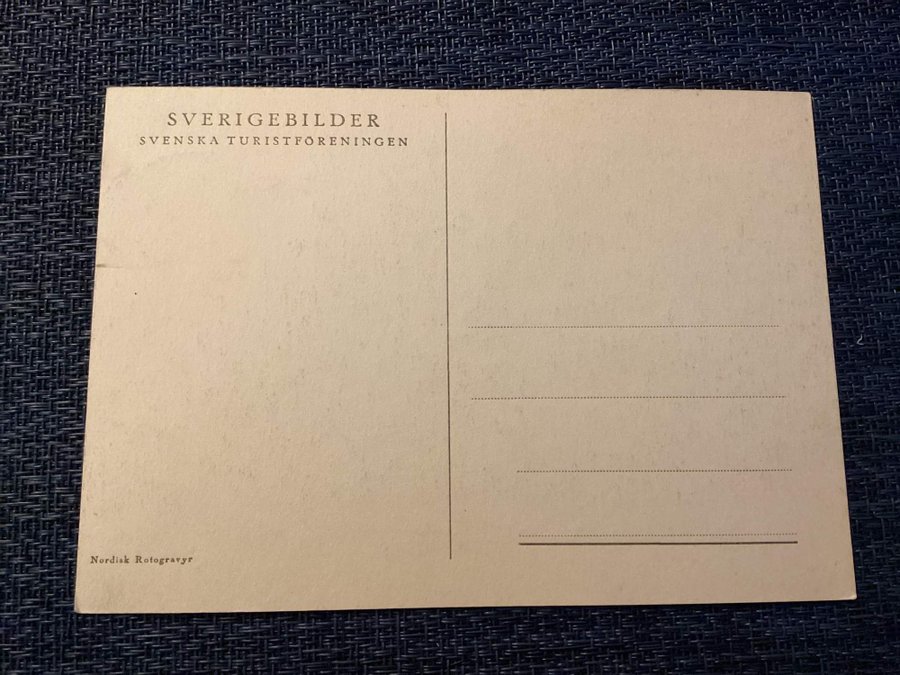 SVERIGEBILDER
SVENSKA TURISTFÖRENINGEN
Nordisk Rotogravyr